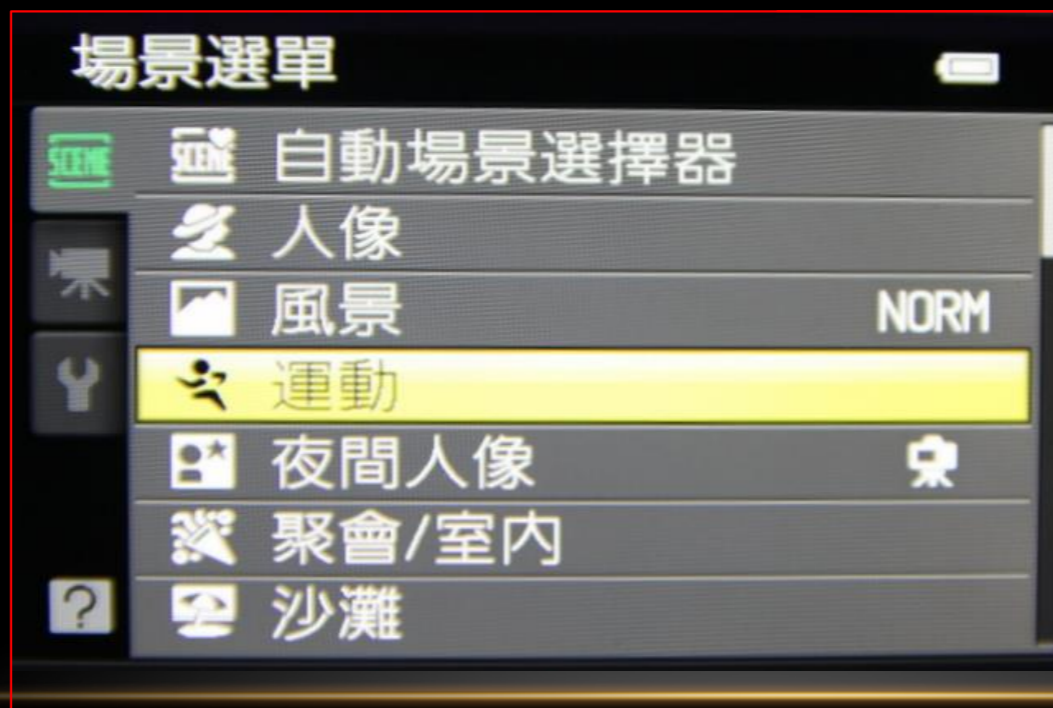 場景選單
SCENE SCENE 自動場景選擇器
人像
風景 NORM
運動
夜間人像
聚會/室內
? 沙灘